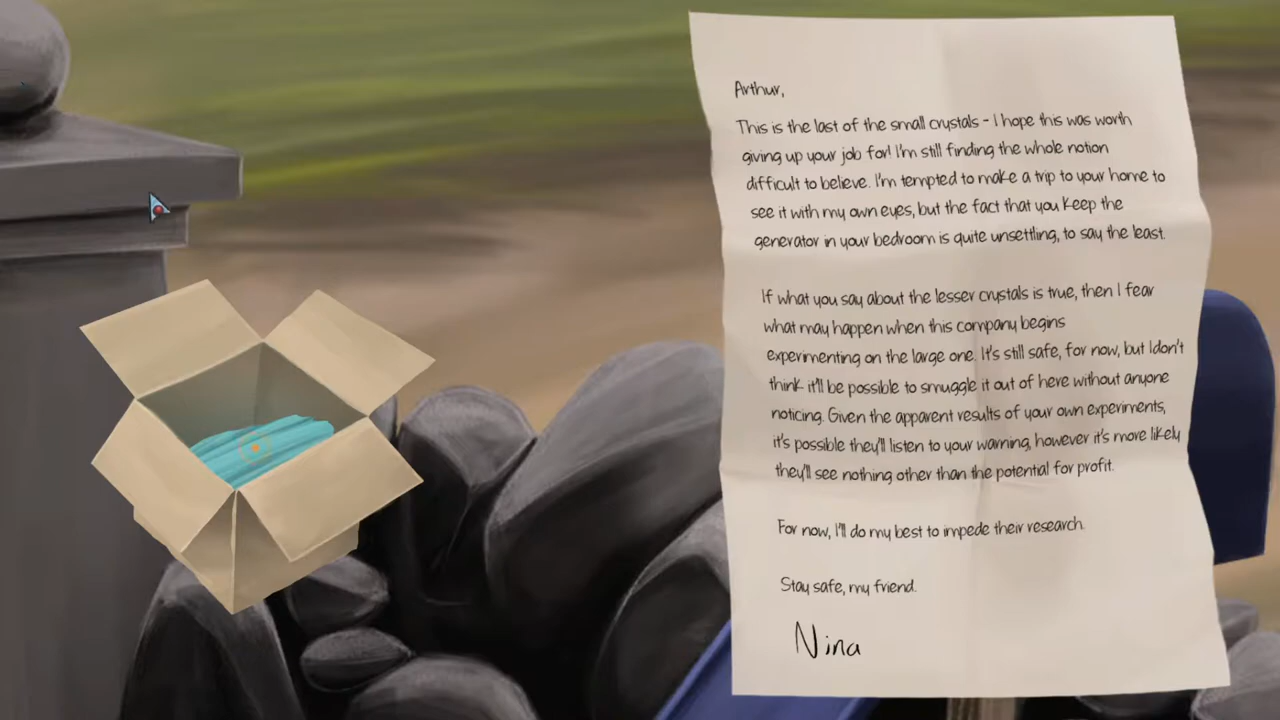 Arthur,
This is the last of the small crystals - I hope this was worth
giving up your job for! I'm still finding the whole notion
difficult to believe. I'm tempted to make a trip to your home to
see it with my own eyes, but the fact that you keep the
generator in your bedroom is quite unsettling, to say the least.
If what you say about the lesser crystals is true, then I fear
what may happen when this company begins
experimenting on the large one. It's still safe, for now, but I don't
think it'll be possible to smuggle it out of here without anyone
noticing. Given the apparent results of your own experiments,
it's possible they'll listen to your warning, however it's more likely
they'll see nothing other than the potential for profit.
For now, I'll do my best to impede their research.
Stay safe, my friend.
Nina